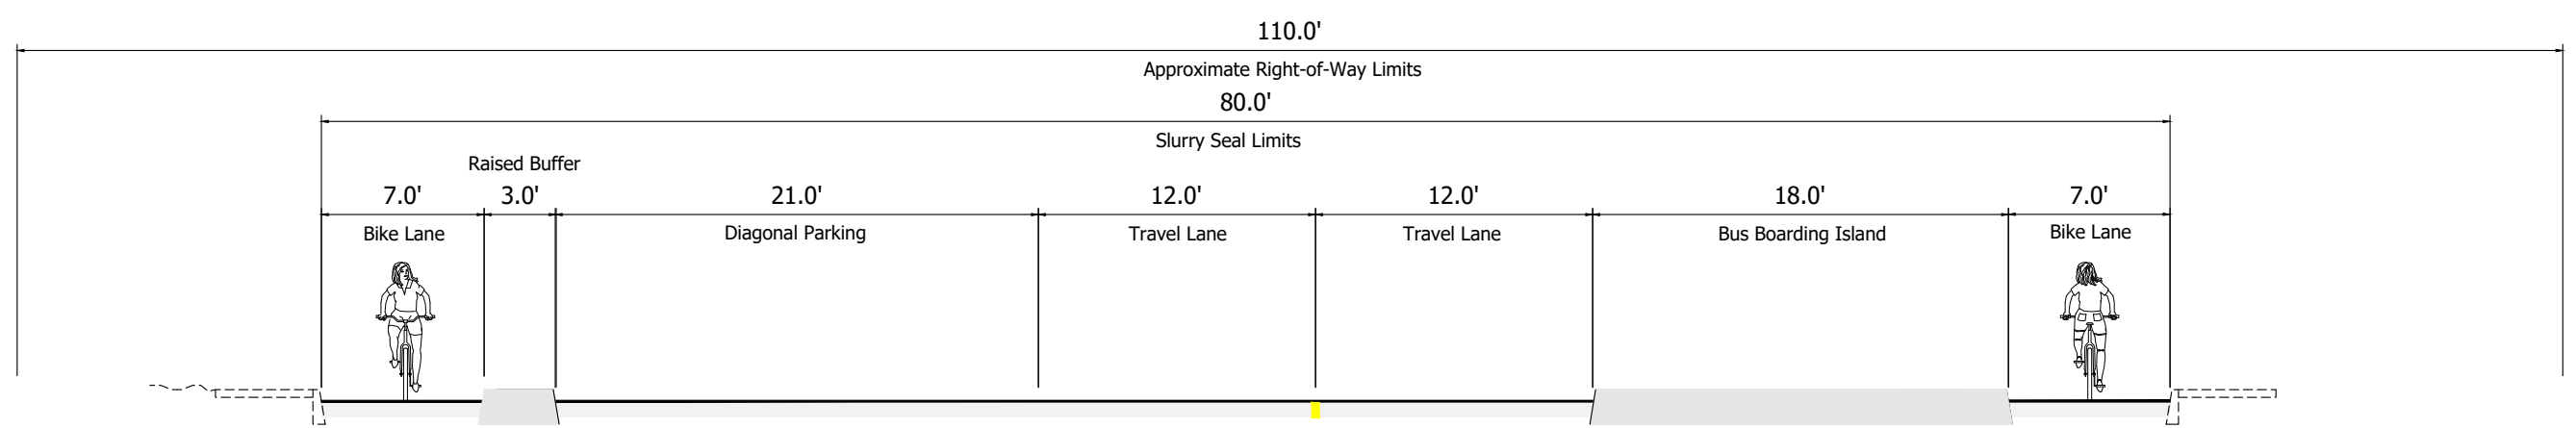 110.0'
Approximate Right-of-Way Limits
80.0'
Slurry Seal Limits
Raised Buffer
7.0' 3.0' 21.0' 12.0' 12.0' 18.0' 7.0'
Bike Lane Diagonal Parking Travel Lane Travel Lane Bus Boarding Island Bike Lane